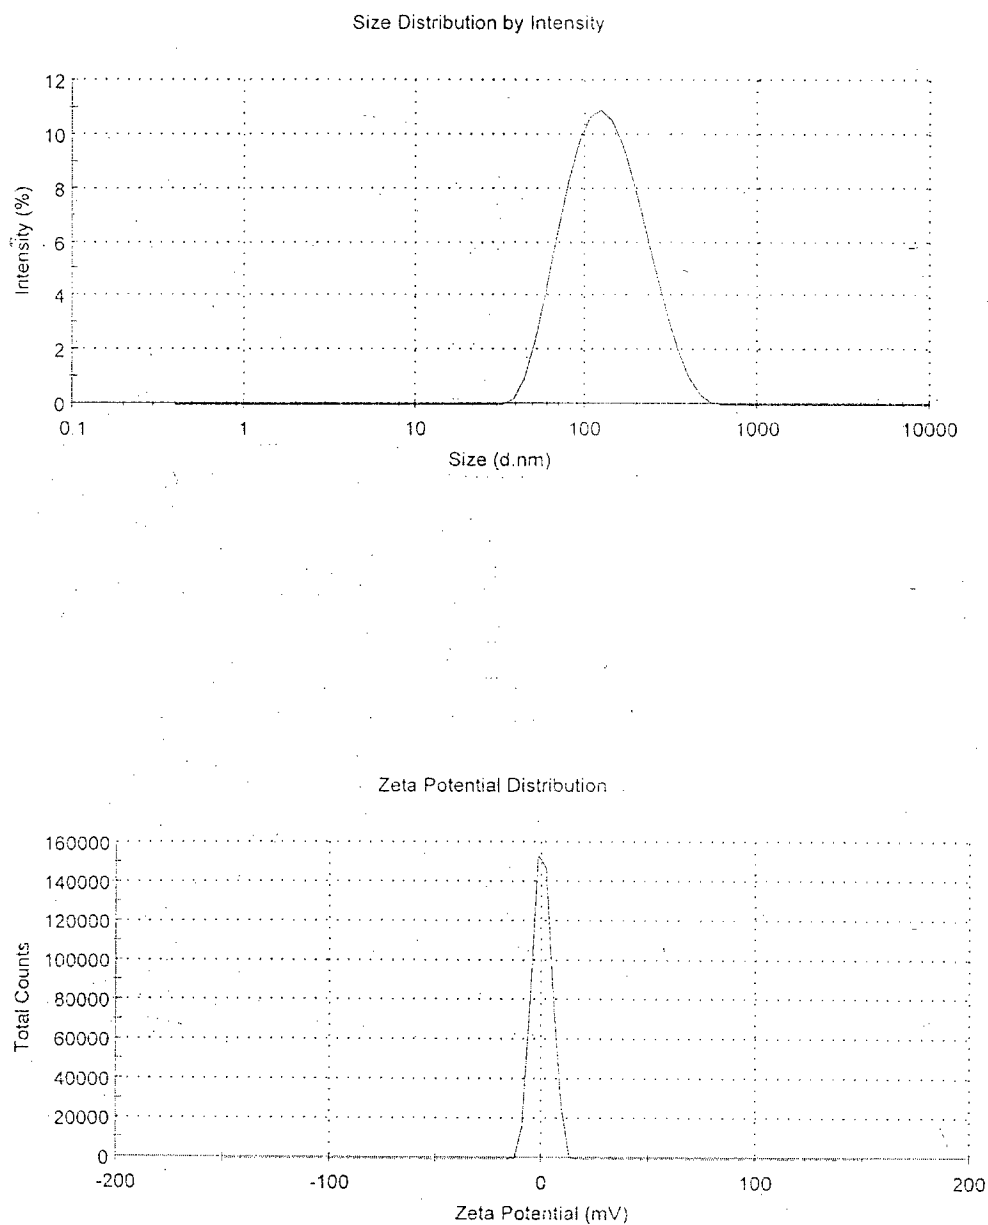 Size Distribution by Intensity
12
10
8
6
4
2
0
Intensity (%)
0.1 1 10 100 1000 10000
Size (d.nm)
Zeta Potential Distribution
160000
140000
120000
100000
80000
60000
40000
20000
0
Total Counts
-200 -100 0 100 200
Zeta Potential (mV)